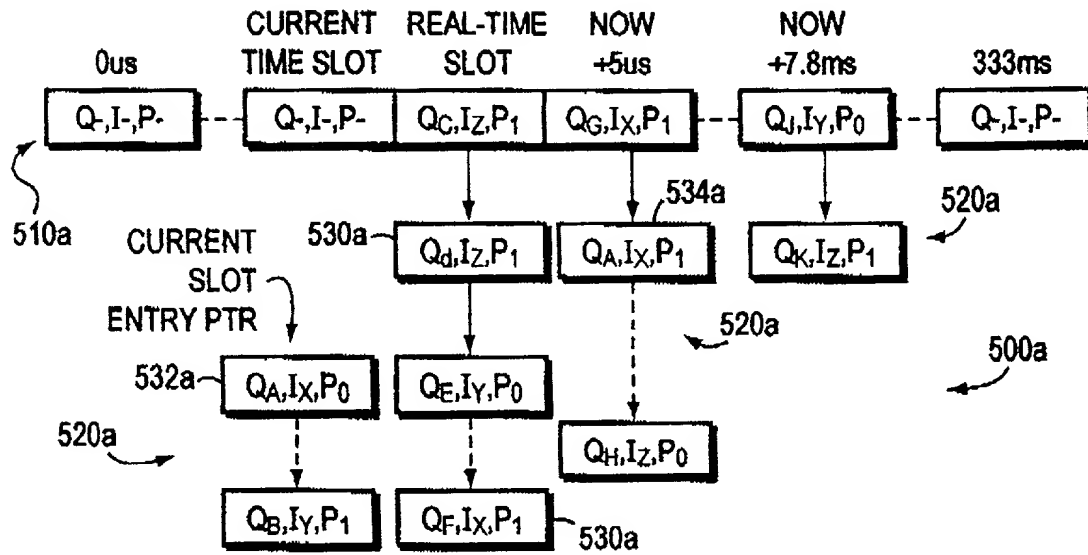 CURRENT TIME SLOT
REAL-TIME SLOT
NOW +5us
NOW +7.8ms
0us
333ms
Q-,I-,P-
Q-,I-,P-
QC,IZ,P1
QG,IX,P1
QJ,IY,P0
Q-,I-,P-
510a
530a
Qd,IZ,P1
534a
QA,IX,P1
QK,IZ,P1
520a
CURRENT
SLOT
ENTRY PTR
520a
500a
532a
QA,IX,P0
QE,IY,P0
520a
QH,IZ,P0
QB,IY,P1
QF,IX,P1
530a